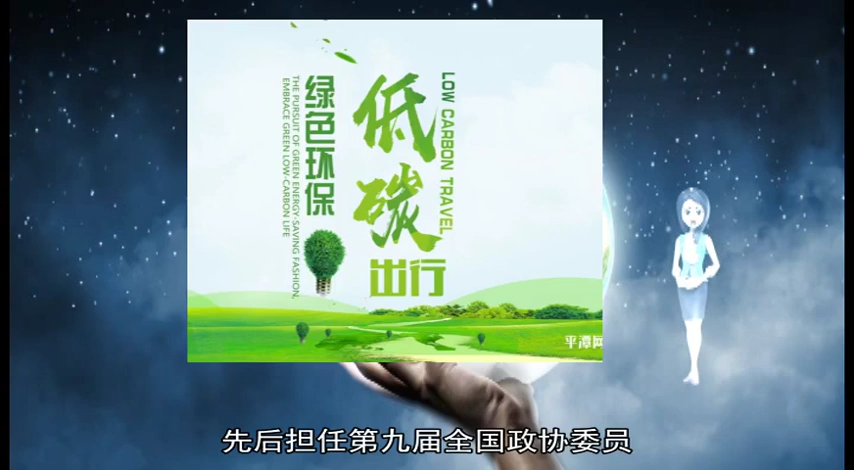 低碳
出行
LOW CARBON TRAVEL
绿色环保
THE PURSUIT OF GREEN ENERGY-SAVING FASHION,
EMBRACE GREEN LOW-CARBON LIFE
平潭网
先后担任第九届全国政协委员